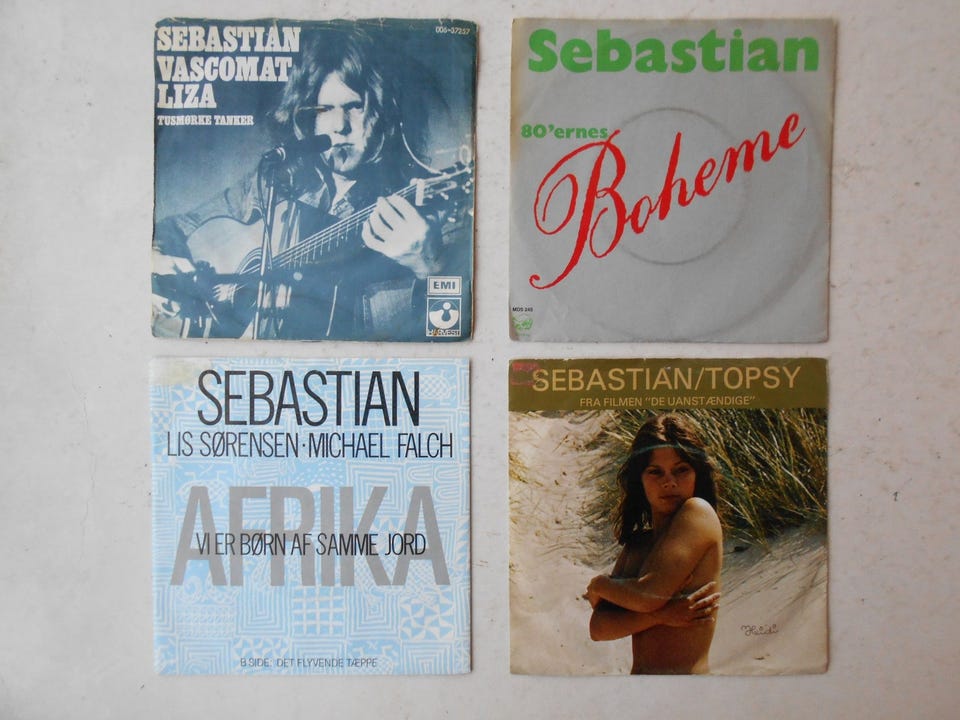 SEBASTIAN
VASCOMAT
LIZA
TUSMØRKE TANKER
006-37257
EMI
HARVEST
Sebastian
80'ernes
Boheme
MDS 245
SEBASTIAN
LIS SØRENSEN·MICHAEL FALCH
AFRIKA
VI ER BØRN AF SAMME JORD
B SIDE: DET FLYVENDE TÆPPE
SEBASTIAN/TOPSY
FRA FILMEN "DE UANSTÆNDIGE"
Heidi